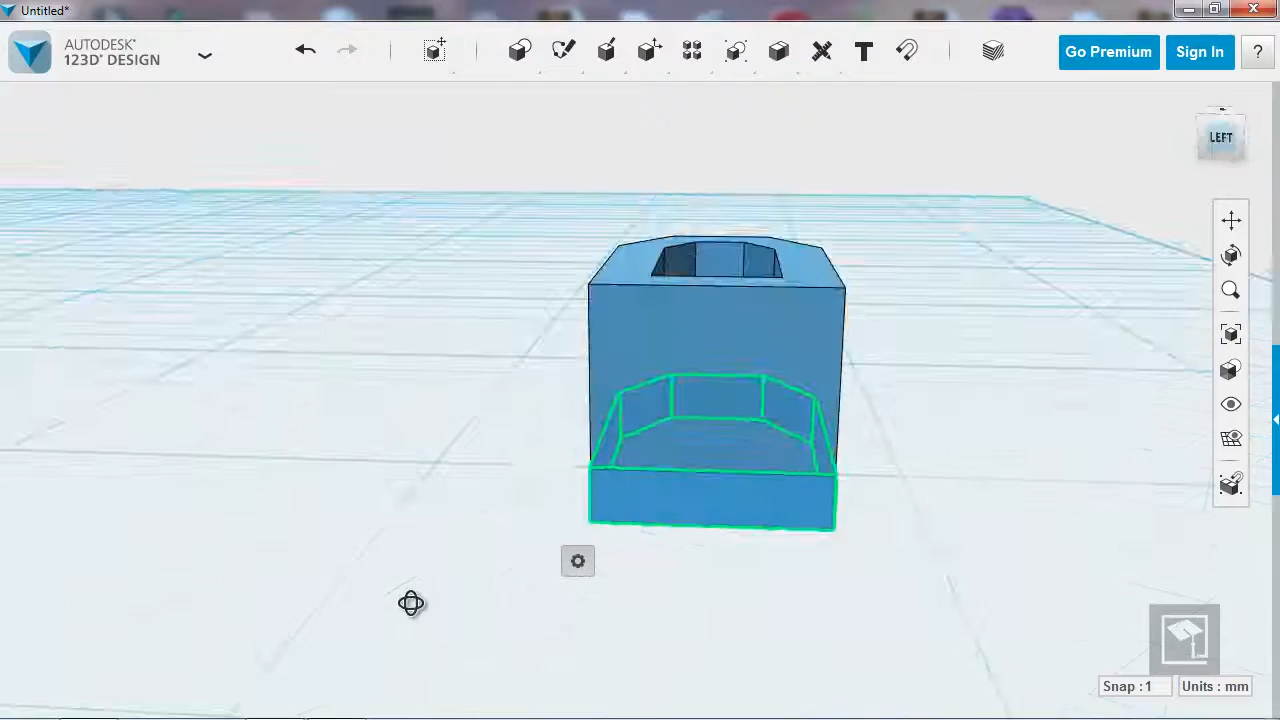 Untitled*
AUTODESK®
123D® DESIGN
T
Go Premium
Sign In
?
LEFT
Snap : 1
Units : mm